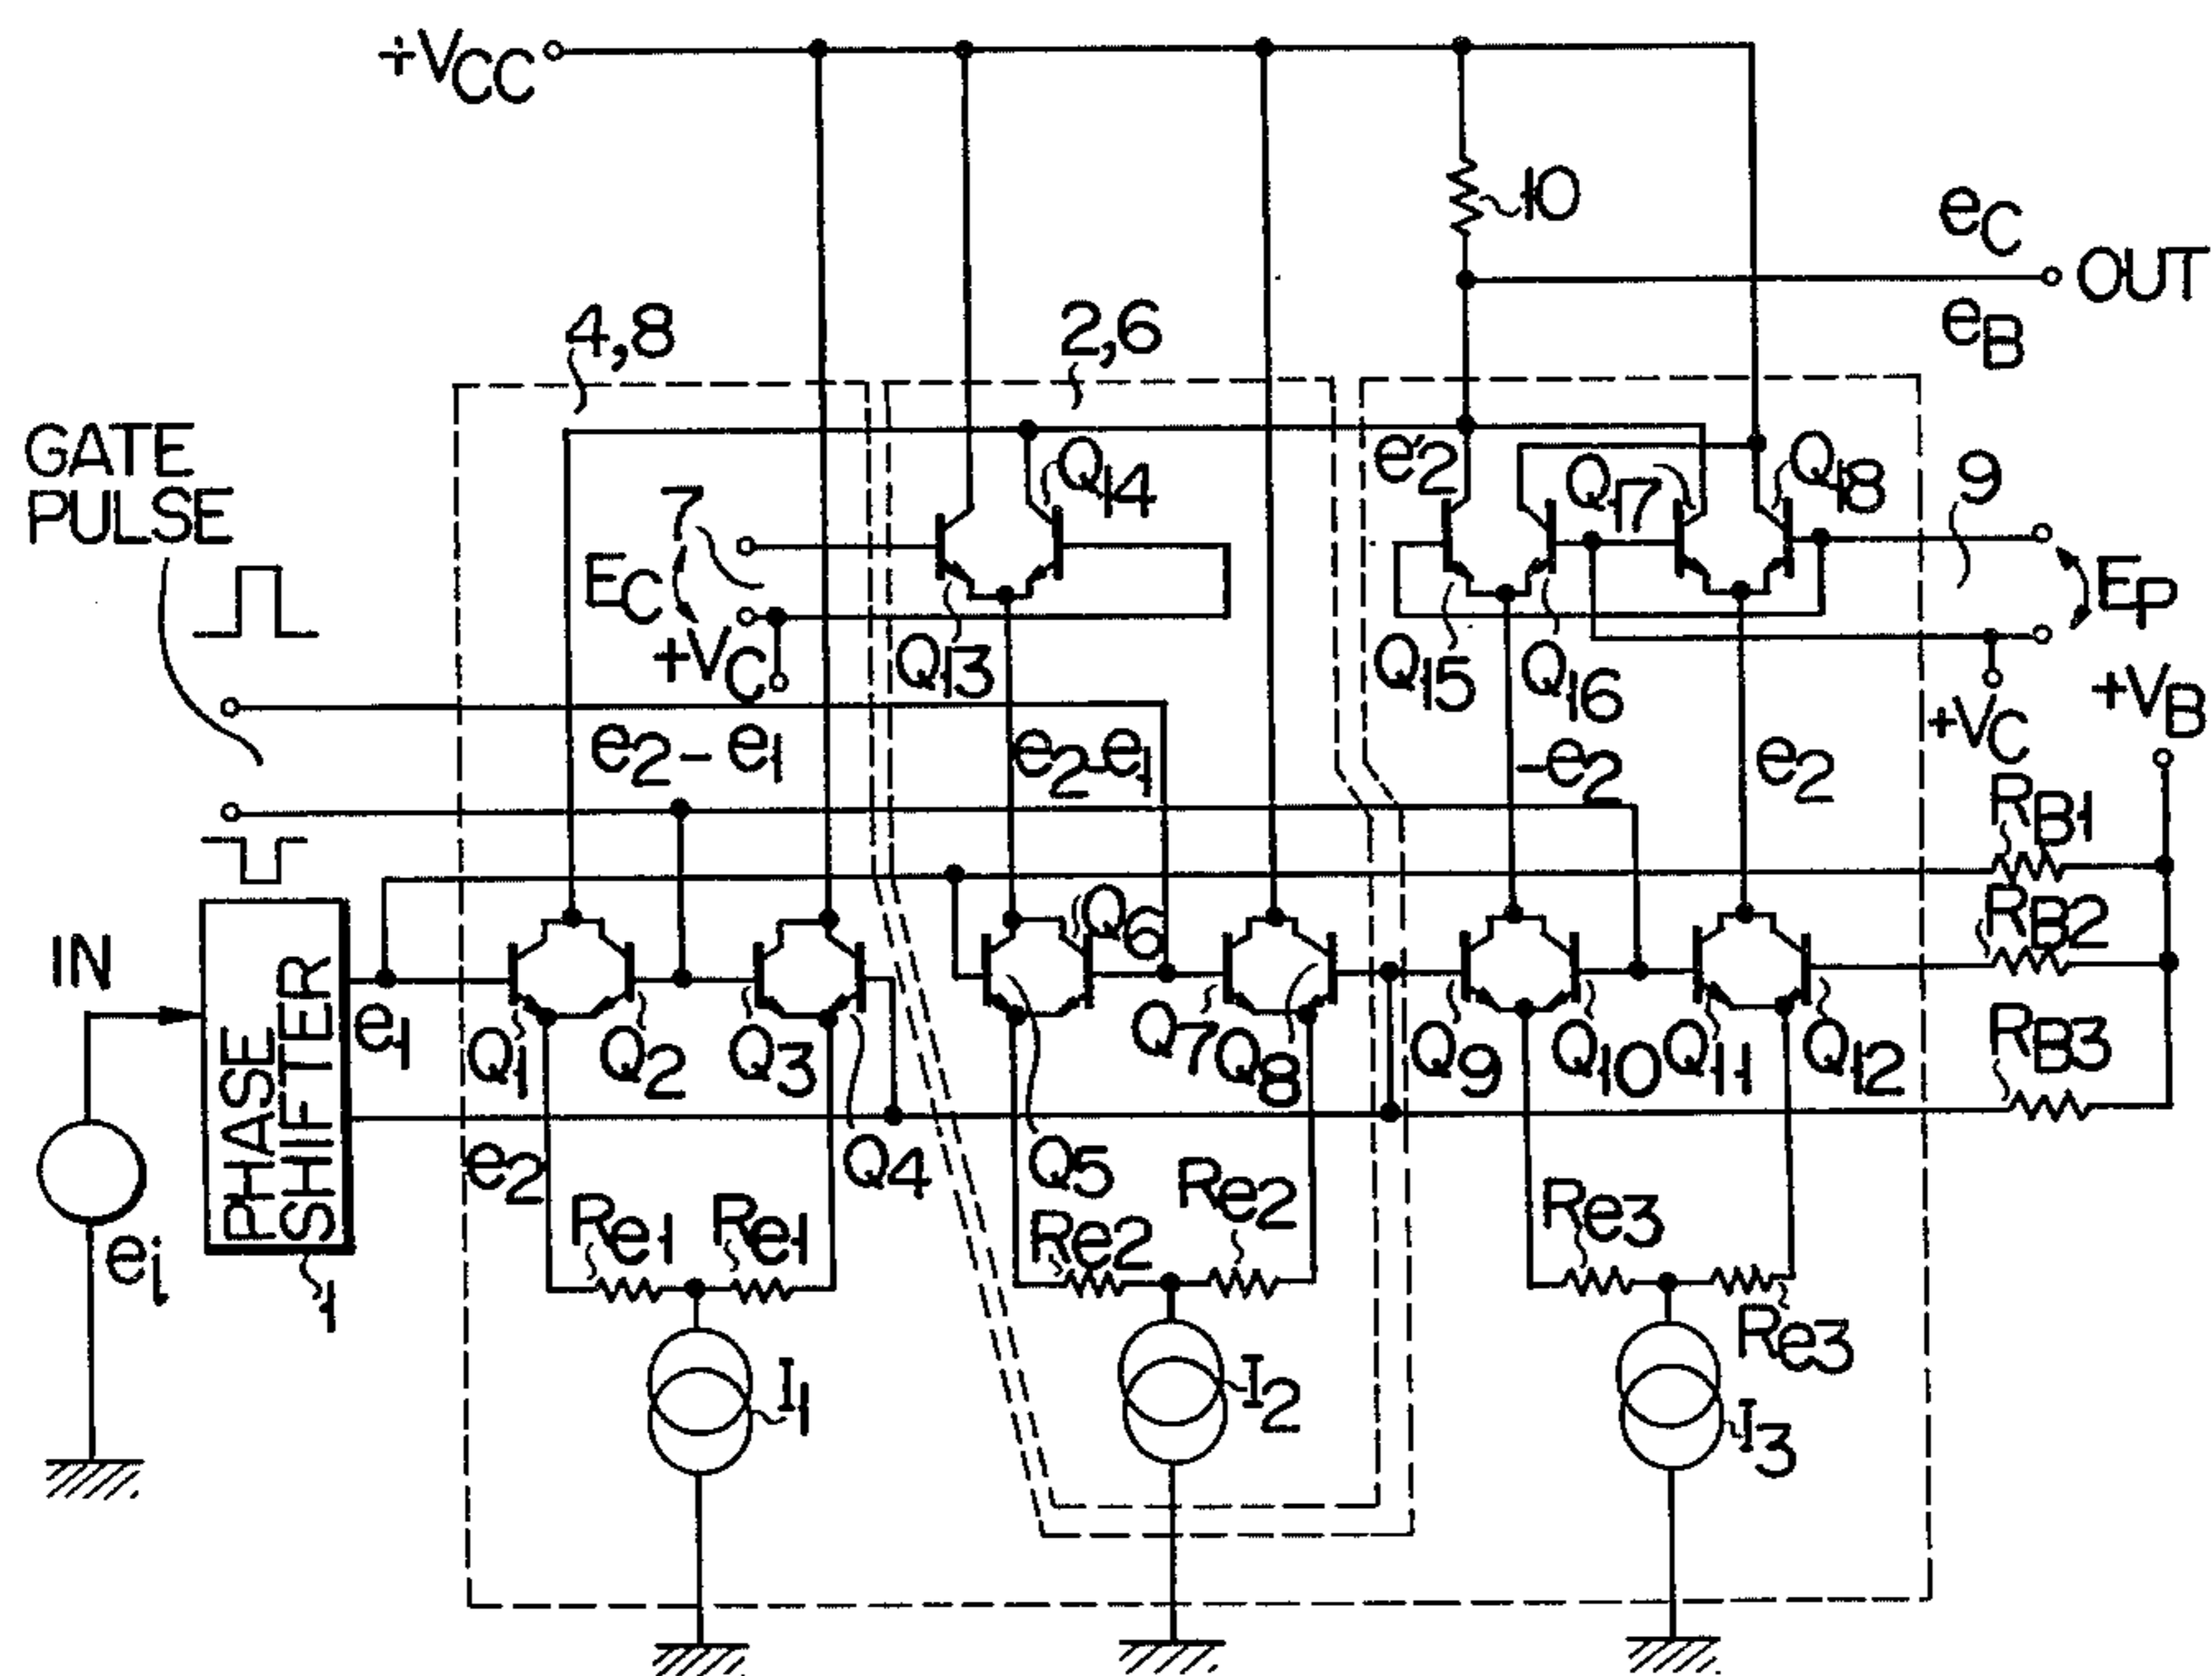 +VCC
10
eC
OUT
eB
4,8
2,6
GATE
PULSE
7
EC
+VC
Q14
e'2
Q17
Q18
9
EP
Q13
Q15
Q16
+VC
+VB
e2-e1
e2-e1
-e2
e2
RB1
RB2
RB3
IN
e1
PHASE
SHIFTER
ei
1
Q1
Q2
Q3
Q4
Q5
Q6
Q7
Q8
Q9
Q10
Q11
Q12
e2
Re1
Re1
Re2
Re2
Re3
Re3
I1
I2
I3